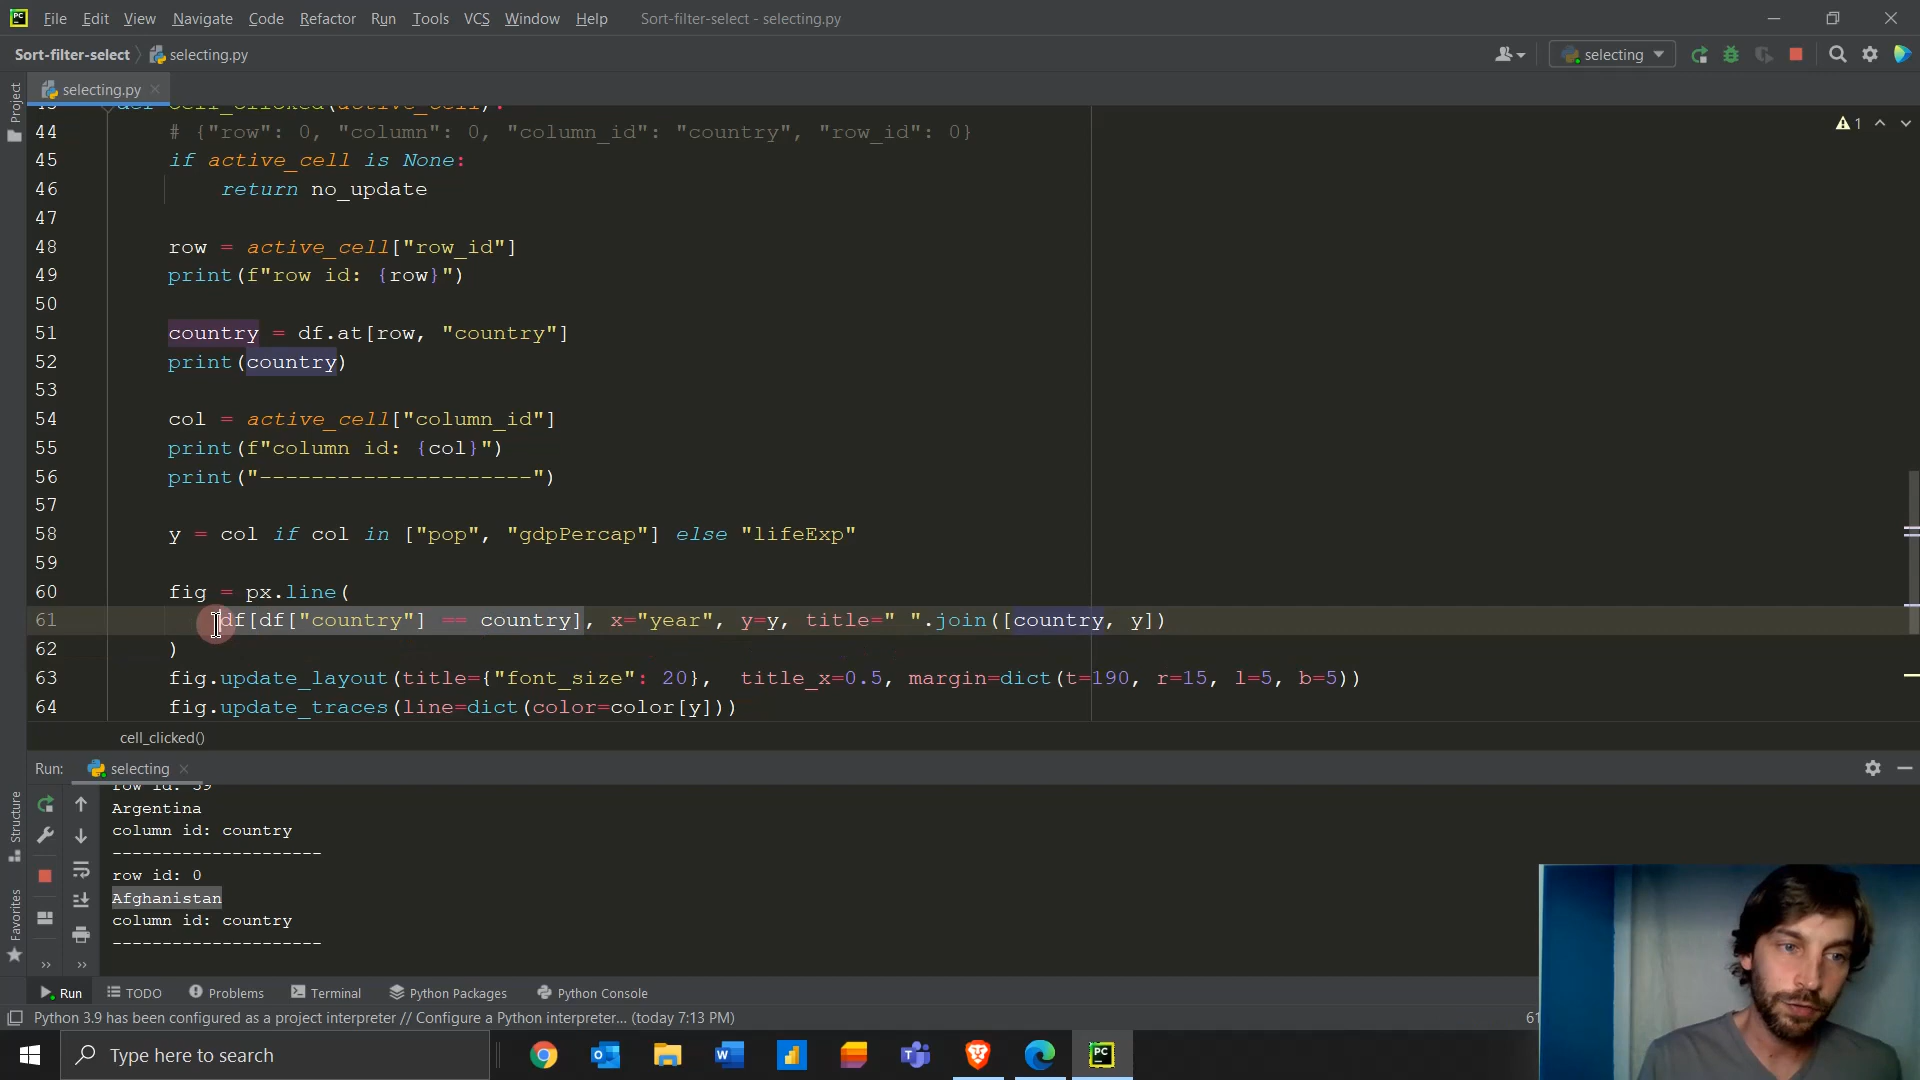 File Edit View Navigate Code Refactor Run Tools VCS Window Help Sort-filter-select - selecting.py
Sort-filter-select selecting.py selecting
selecting.py
Project
44 # {"row": 0, "column": 0, "column_id": "country", "row_id": 0}
1
45 if active_cell is None:
46 return no_update
47
48 row = active_cell["row_id"]
49 print(f"row id: {row}")
50
51 country = df.at[row, "country"]
52 print(country)
53
54 col = active_cell["column_id"]
55 print(f"column id: {col}")
56 print("---------------------")
57
58 y = col if col in ["pop", "gdpPercap"] else "lifeExp"
59
60 fig = px.line(
61 df[df["country"] == country], x="year", y=y, title=" ".join([country, y])
62 )
63 fig.update_layout(title={"font_size": 20}, title_x=0.5, margin=dict(t=190, r=15, l=5, b=5))
64 fig.update_traces(line=dict(color=color[y]))
cell_clicked()
Run: selecting
Structure
Favorites
row id: 59
Argentina
column id: country
---------------------
row id: 0
Afghanistan
column id: country
---------------------
Run TODO Problems Terminal Python Packages Python Console
Python 3.9 has been configured as a project interpreter // Configure a Python interpreter... (today 7:13 PM)
61
Type here to search
PC